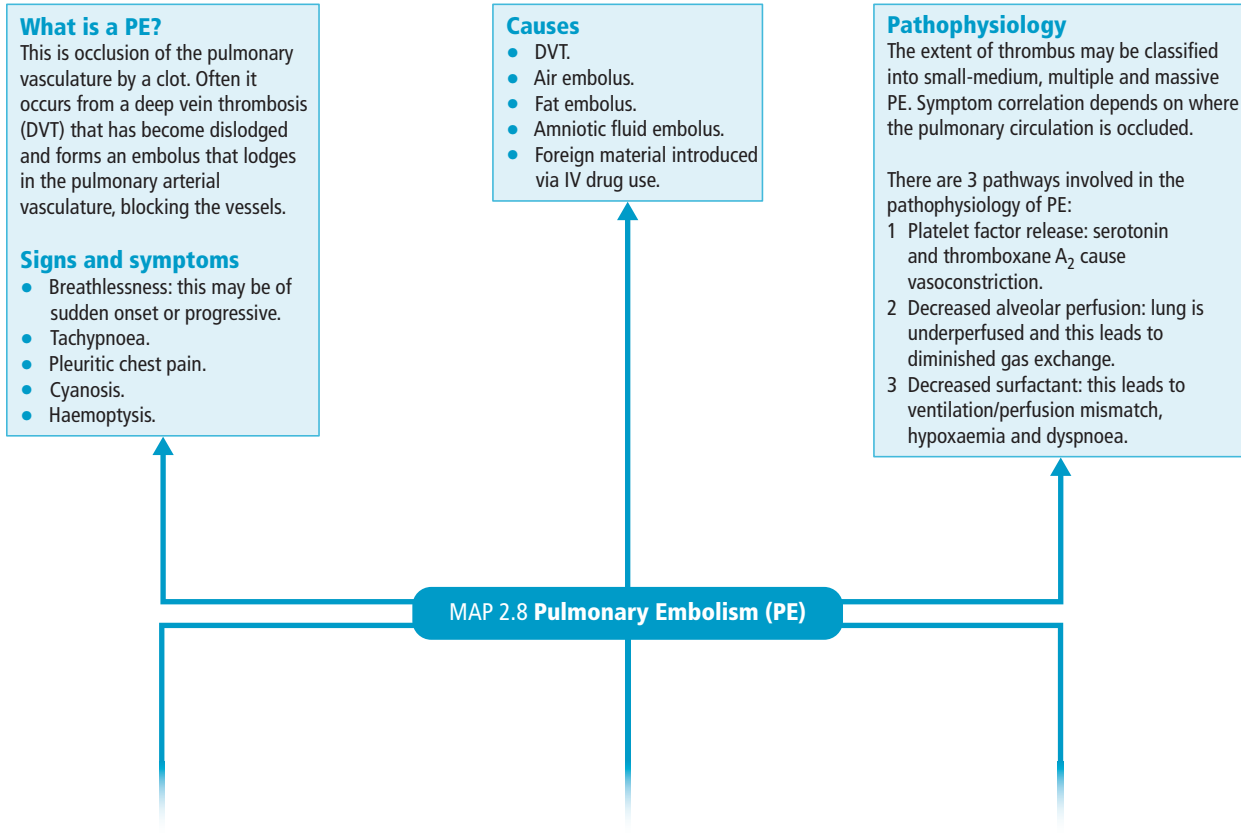 What is a PE?
This is occlusion of the pulmonary
vasculature by a clot. Often it
occurs from a deep vein thrombosis
(DVT) that has become dislodged
and forms an embolus that lodges
in the pulmonary arterial
vasculature, blocking the vessels.
Signs and symptoms
● Breathlessness: this may be of
sudden onset or progressive.
● Tachypnoea.
● Pleuritic chest pain.
● Cyanosis.
● Haemoptysis.
Causes
● DVT.
● Air embolus.
● Fat embolus.
● Amniotic fluid embolus.
● Foreign material introduced
via IV drug use.
Pathophysiology
The extent of thrombus may be classified
into small-medium, multiple and massive
PE. Symptom correlation depends on where
the pulmonary circulation is occluded.
There are 3 pathways involved in the
pathophysiology of PE:
1 Platelet factor release: serotonin
and thromboxane A₂ cause
vasoconstriction.
2 Decreased alveolar perfusion: lung is
underperfused and this leads to
diminished gas exchange.
3 Decreased surfactant: this leads to
ventilation/perfusion mismatch,
hypoxaemia and dyspnoea.
MAP 2.8 Pulmonary Embolism (PE)